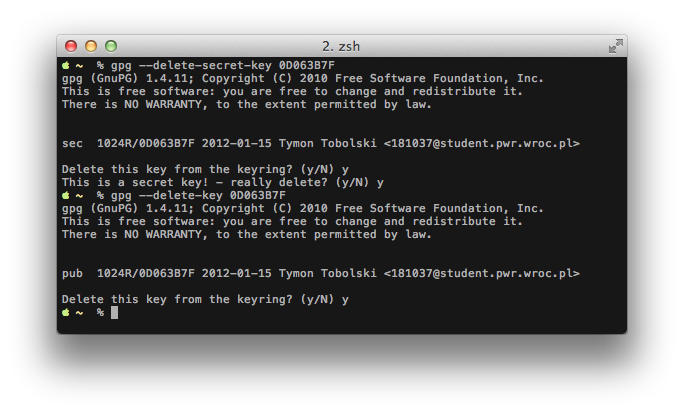 2. zsh
~ % gpg --delete-secret-key 0D063B7F
gpg (GnuPG) 1.4.11; Copyright (C) 2010 Free Software Foundation, Inc.
This is free software: you are free to change and redistribute it.
There is NO WARRANTY, to the extent permitted by law.
sec 1024R/0D063B7F 2012-01-15 Tymon Tobolski <181037@student.pwr.wroc.pl>
Delete this key from the keyring? (y/N) y
This is a secret key! - really delete? (y/N) y
~ % gpg --delete-key 0D063B7F
gpg (GnuPG) 1.4.11; Copyright (C) 2010 Free Software Foundation, Inc.
This is free software: you are free to change and redistribute it.
There is NO WARRANTY, to the extent permitted by law.
pub 1024R/0D063B7F 2012-01-15 Tymon Tobolski <181037@student.pwr.wroc.pl>
Delete this key from the keyring? (y/N) y
~ %